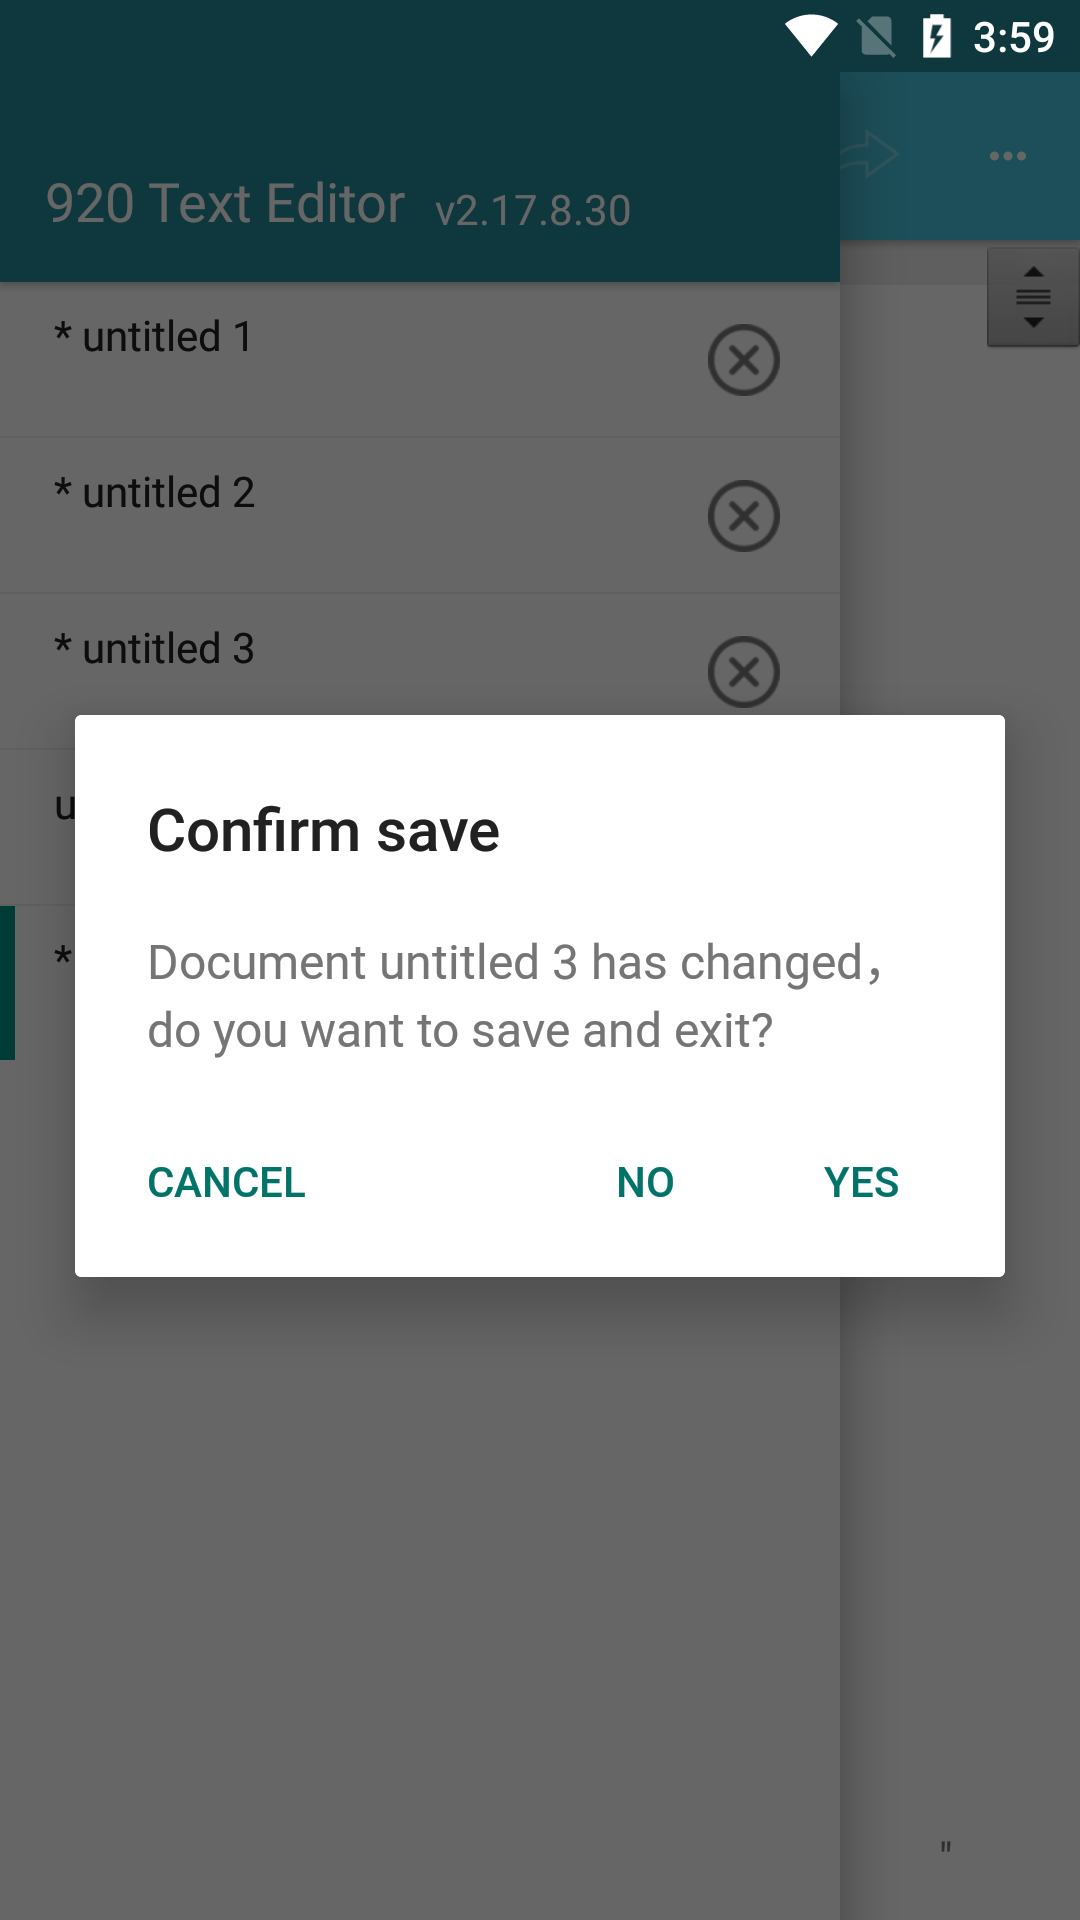 3:59
920 Text Editor v2.17.8.30
* untitled 1
* untitled 2
* untitled 3
u
*
Confirm save
Document untitled 3 has changed，
do you want to save and exit?
CANCEL NO YES
"